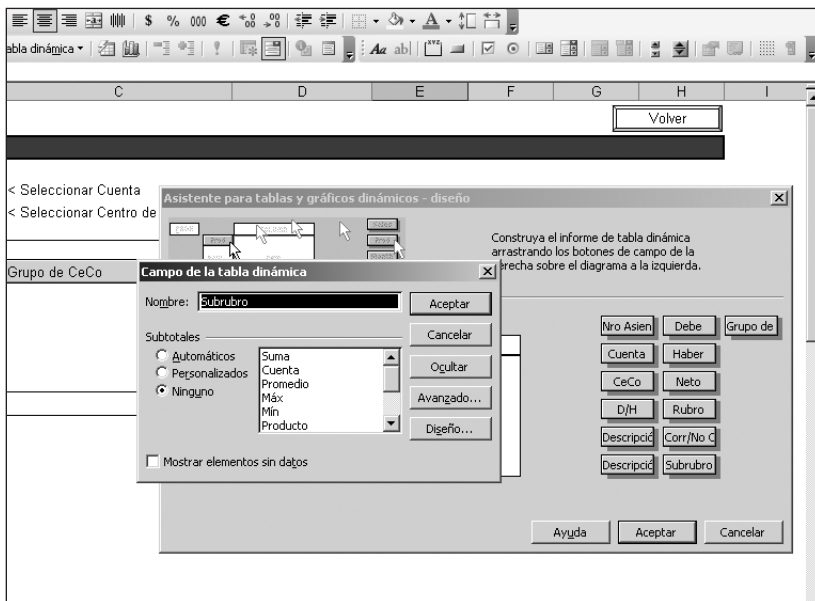 $ % 000 €
abla dinámica
Aa ab|
C D E F G H I
Volver
< Seleccionar Cuenta
< Seleccionar Centro de
Grupo de CeCo
Asistente para tablas y gráficos dinámicos - diseño
Construya el informe de tabla dinámica
arrastrando los botones de campo de la
derecha sobre el diagrama a la izquierda.
Campo de la tabla dinámica
Nombre: Subrubro
Aceptar
Cancelar
Ocultar
Avanzado...
Diseño...
Subtotales
Automáticos
Personalizados
Ninguno
Suma
Cuenta
Promedio
Máx
Mín
Producto
Mostrar elementos sin datos
Nro Asien Debe Grupo de
Cuenta Haber
CeCo Neto
D/H Rubro
Descripció Corr/No C
Descripció Subrubro
Ayuda Aceptar Cancelar